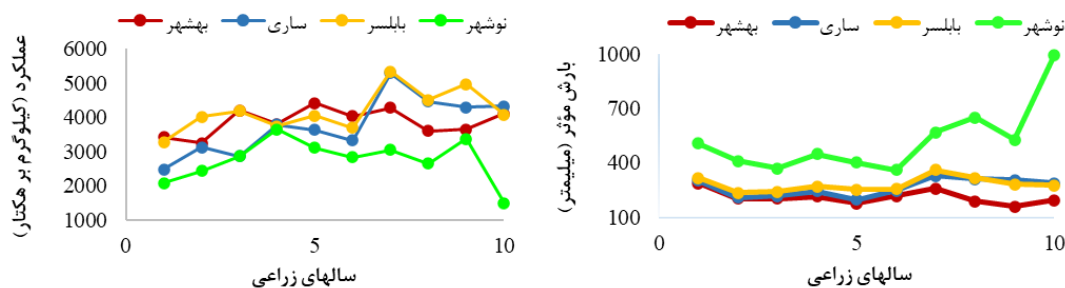 بهشهر ساری بابلسر نوشهر
عملکرد (کیلوگرم بر هکتار)
6000
5000
4000
3000
2000
1000
0 5 10
سالهای زراعی
بهشهر ساری بابلسر نوشهر
بارش مؤثر (میلیمتر)
1000
700
400
100
0 5 10
سالهای زراعی